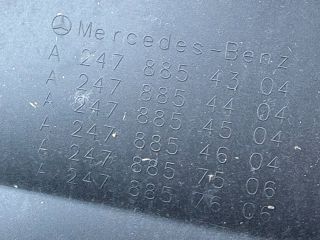 Mercedes-Benz
A 247 885 43 04
A 247 885 44 04
A 247 885 45 04
A 247 885 46 04
A 247 885 75 06
A 247 885 76 06